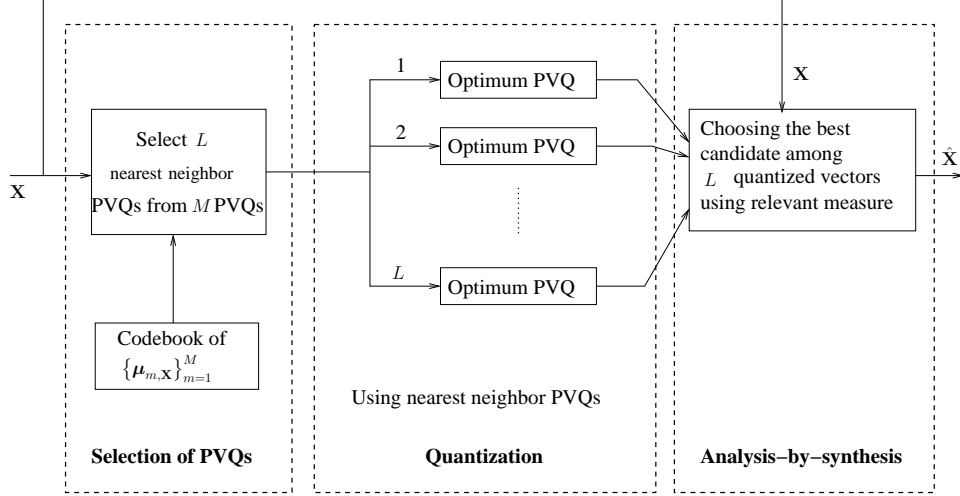 X
Select L
nearest neighbor
PVQs from M PVQs
Codebook of
{μ_{m,X}}_{m=1}^{M}
Selection of PVQs
1
Optimum PVQ
2
Optimum PVQ
L
Optimum PVQ
Using nearest neighbor PVQs
Quantization
X
Choosing the best
candidate among
L quantized vectors
using relevant measure
X̂
Analysis−by−synthesis